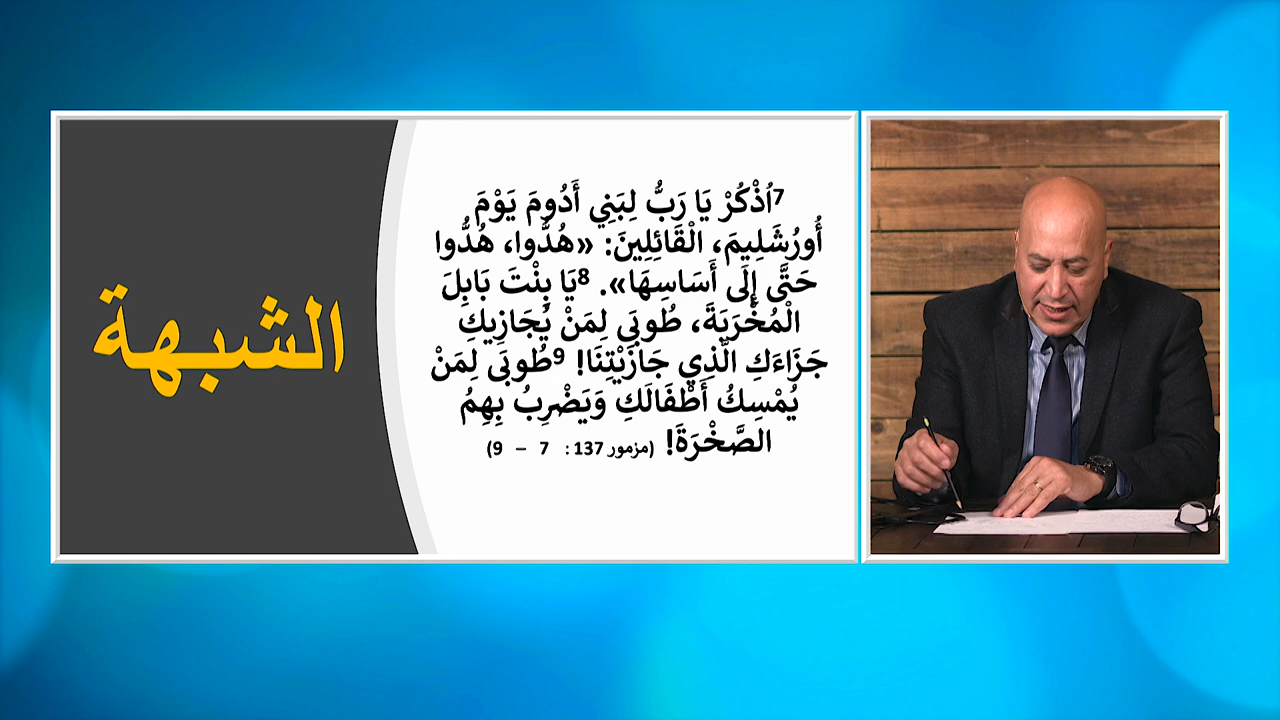 الشبهة
7اُذْكُرْ يَا رَبُّ لِبَنِي أَدُومَ يَوْمَ
أُورُشَلِيمَ، الْقَائِلِينَ: «هُدُّوا، هُدُّوا
حَتَّى إِلَى أَسَاسِهَا». 8يَا بِنْتَ بَابِلَ
الْمُخْرَبَةَ، طُوبَى لِمَنْ يُجَازِيكِ
جَزَاءَكِ الَّذِي جَازَيْتِنَا! 9طُوبَى لِمَنْ
يُمْسِكُ أَطْفَالَكِ وَيَضْرِبُ بِهِمُ
الصَّخْرَةَ! (مزمور 137 : 7 – 9)